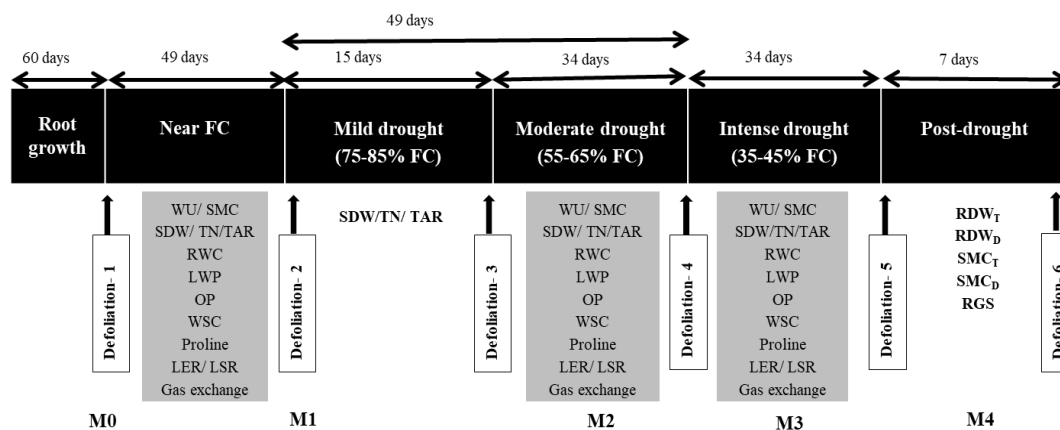 49 days
60 days 49 days 15 days 34 days 34 days 7 days
Root growth
Near FC
Mild drought
(75-85% FC)
Moderate drought
(55-65% FC)
Intense drought
(35-45% FC)
Post-drought
Defoliation- 1
WU/ SMC
SDW/ TN/TAR
RWC
LWP
OP
WSC
Proline
LER/ LSR
Gas exchange
Defoliation- 2
SDW/TN/ TAR
Defoliation- 3
WU/ SMC
SDW/ TN/TAR
RWC
LWP
OP
WSC
Proline
LER/ LSR
Gas exchange
Defoliation- 4
WU/ SMC
SDW/TN/TAR
RWC
LWP
OP
WSC
Proline
LER/ LSR
Gas exchange
Defoliation- 5
RDWT
RDWD
SMCT
SMCD
RGS
Defoliation- 6
M0 M1 M2 M3 M4